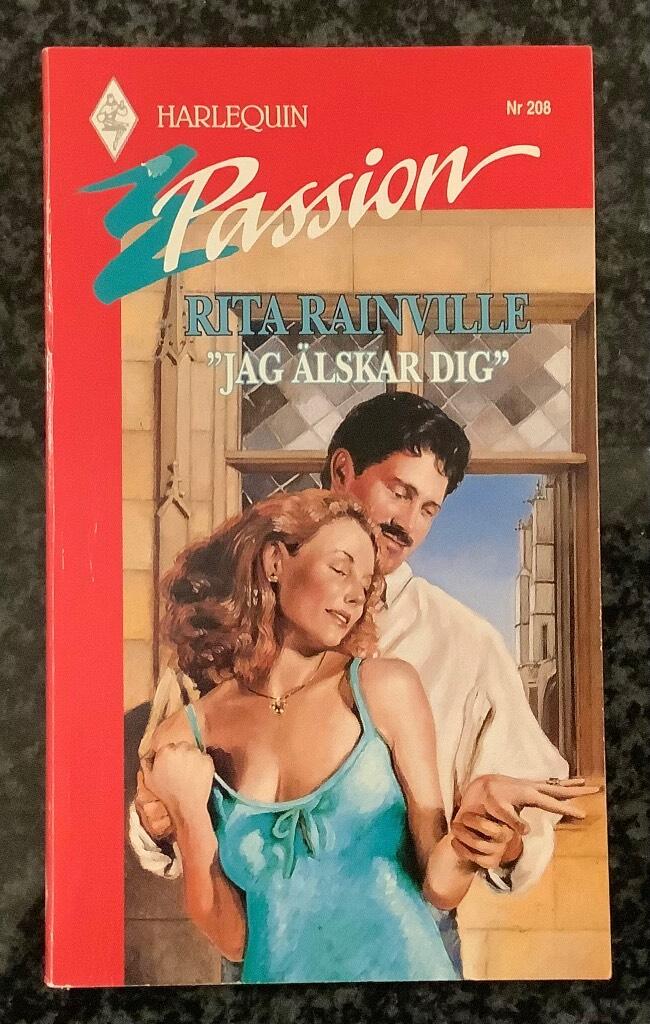 HARLEQUIN
Nr 208
Passion
RITA RAINVILLE
”JAG ÄLSKAR DIG”